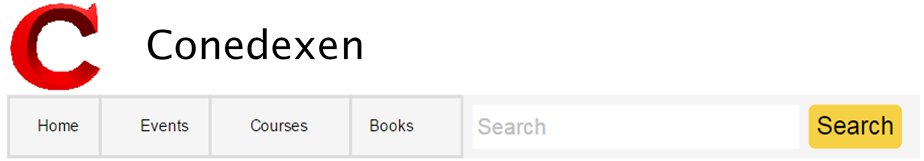 C Conedexen
Home Events Courses Books Search Search